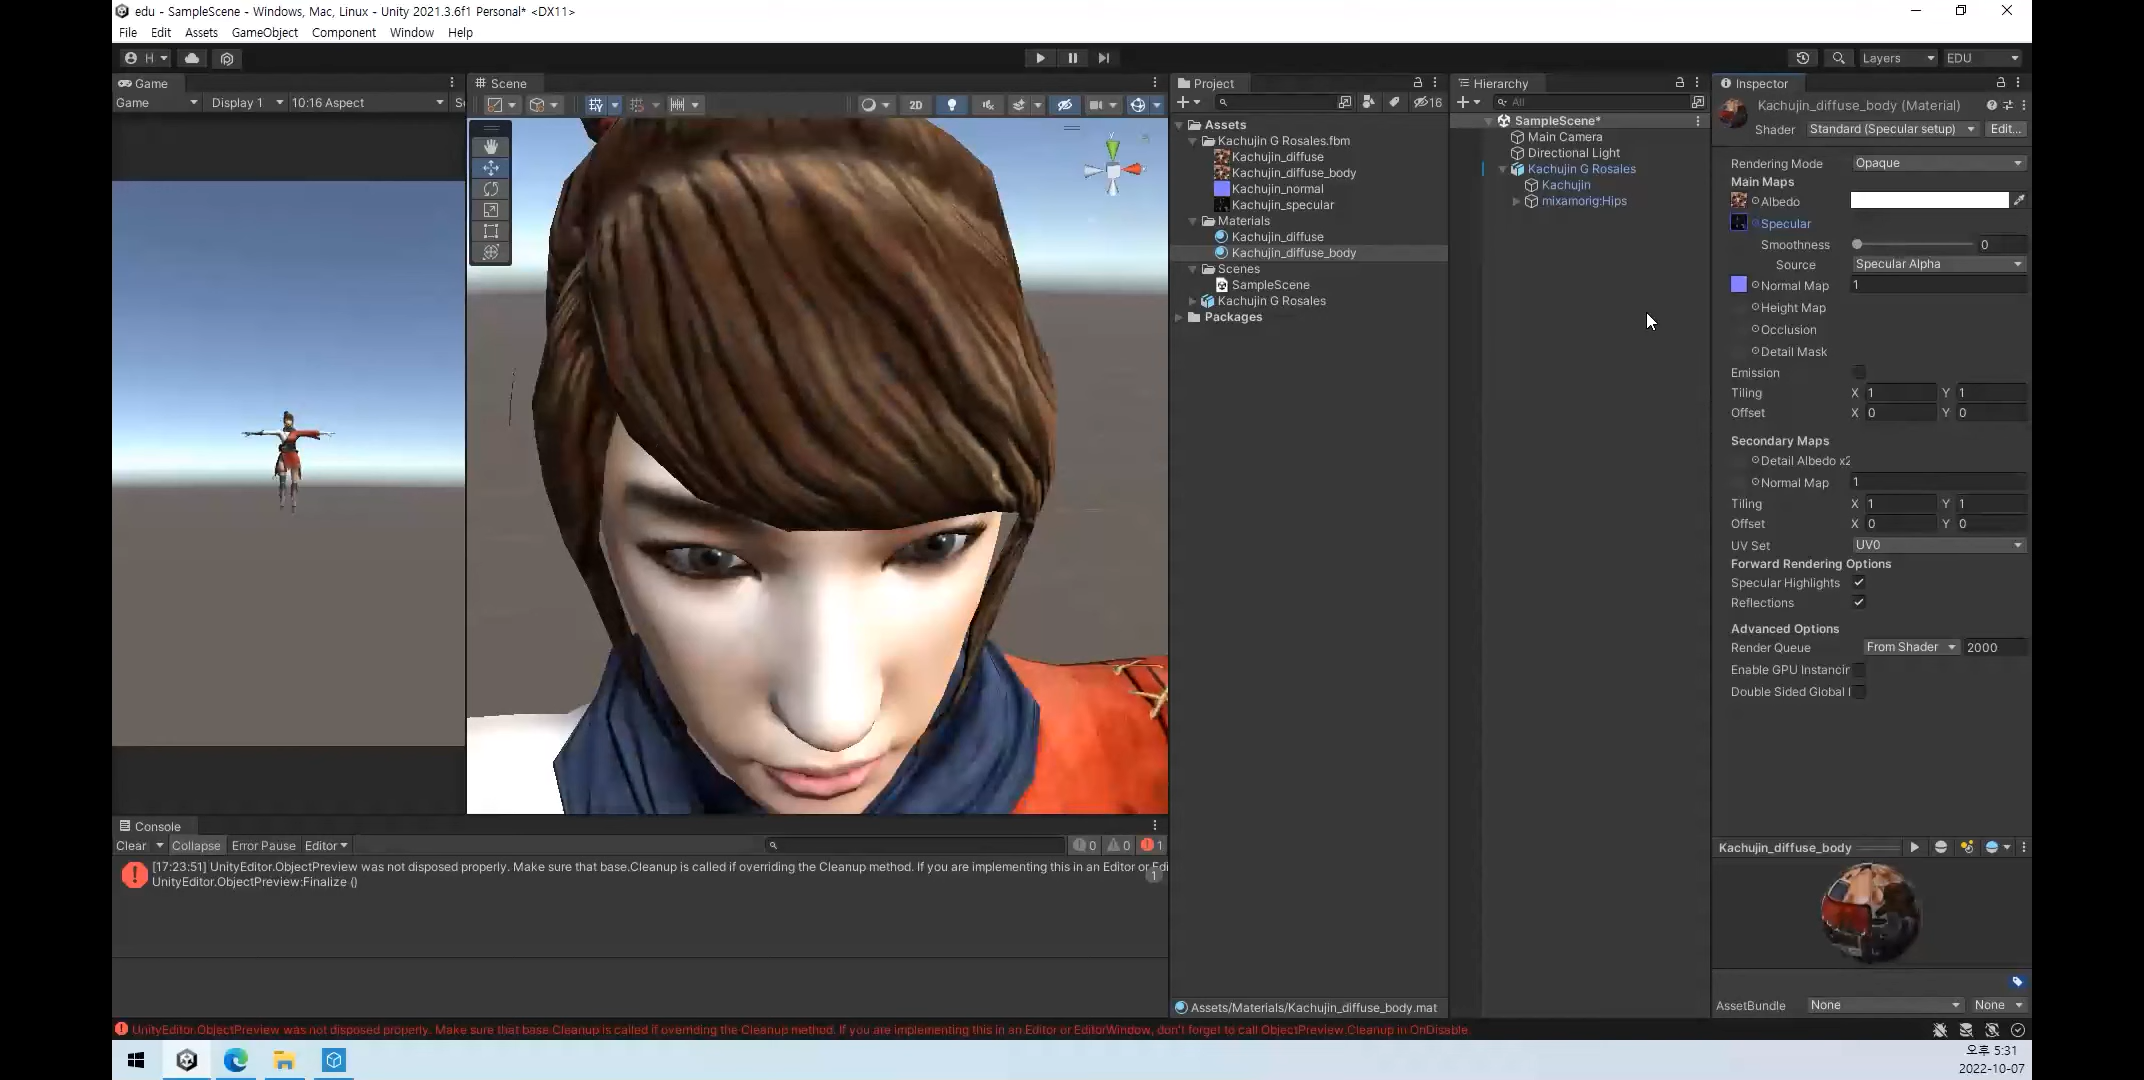 edu - SampleScene - Windows, Mac, Linux - Unity 2021.3.6f1 Personal* <DX11>
File Edit Assets GameObject Component Window Help
H
Layers
EDU
Game
Game Display 1 10:16 Aspect
Scene
2D
Project
16
Assets
Kachujin G Rosales.fbm
Kachujin_diffuse
Kachujin_diffuse_body
Kachujin_normal
Kachujin_specular
Materials
Kachujin_diffuse
Kachujin_diffuse_body
Scenes
SampleScene
Kachujin G Rosales
Packages
Assets/Materials/Kachujin_diffuse_body.mat
Hierarchy
All
SampleScene*
Main Camera
Directional Light
Kachujin G Rosales
Kachujin
mixamorig:Hips
Inspector
Kachujin_diffuse_body (Material)
Shader Standard (Specular setup) Edit...
Rendering Mode Opaque
Main Maps
Albedo
Specular
Smoothness 0
Source Specular Alpha
Normal Map 1
Height Map
Occlusion
Detail Mask
Emission
Tiling X 1 Y 1
Offset X 0 Y 0
Secondary Maps
Detail Albedo x2
Normal Map 1
Tiling X 1 Y 1
Offset X 0 Y 0
UV Set UV0
Forward Rendering Options
Specular Highlights
Reflections
Advanced Options
Render Queue From Shader 2000
Enable GPU Instancin
Double Sided Global I
Kachujin_diffuse_body
AssetBundle None None
Console
Clear Collapse Error Pause Editor 0 0 1
[17:23:51] UnityEditor.ObjectPreview was not disposed properly. Make sure that base.Cleanup is called if overriding the Cleanup method. If you are implementing this in an Editor or Edi
UnityEditor.ObjectPreview:Finalize ()
1
UnityEditor.ObjectPreview was not disposed properly. Make sure that base.Cleanup is called if overriding the Cleanup method. If you are implementing this in an Editor or EditorWindow, don't forget to call ObjectPreview.Cleanup in OnDisable.
오후 5:31
2022-10-07